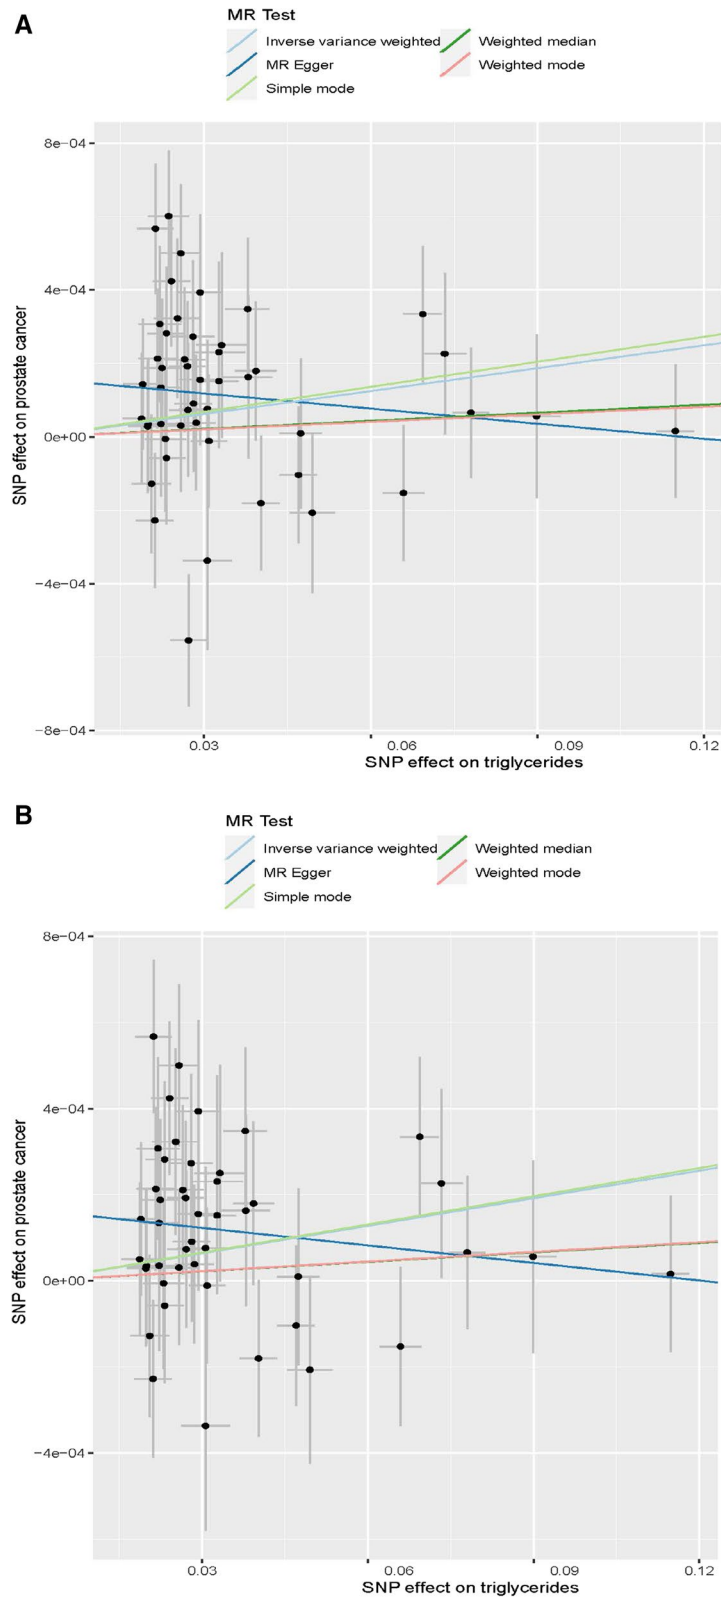 A
MR Test
Inverse variance weighted
Weighted median
MR Egger
Weighted mode
Simple mode
8e−04
4e−04
0e+00
−4e−04
−8e−04
SNP effect on prostate cancer
0.03
0.06
0.09
0.12
SNP effect on triglycerides
B
MR Test
Inverse variance weighted
Weighted median
MR Egger
Weighted mode
Simple mode
8e−04
4e−04
0e+00
−4e−04
SNP effect on prostate cancer
0.03
0.06
0.09
0.12
SNP effect on triglycerides